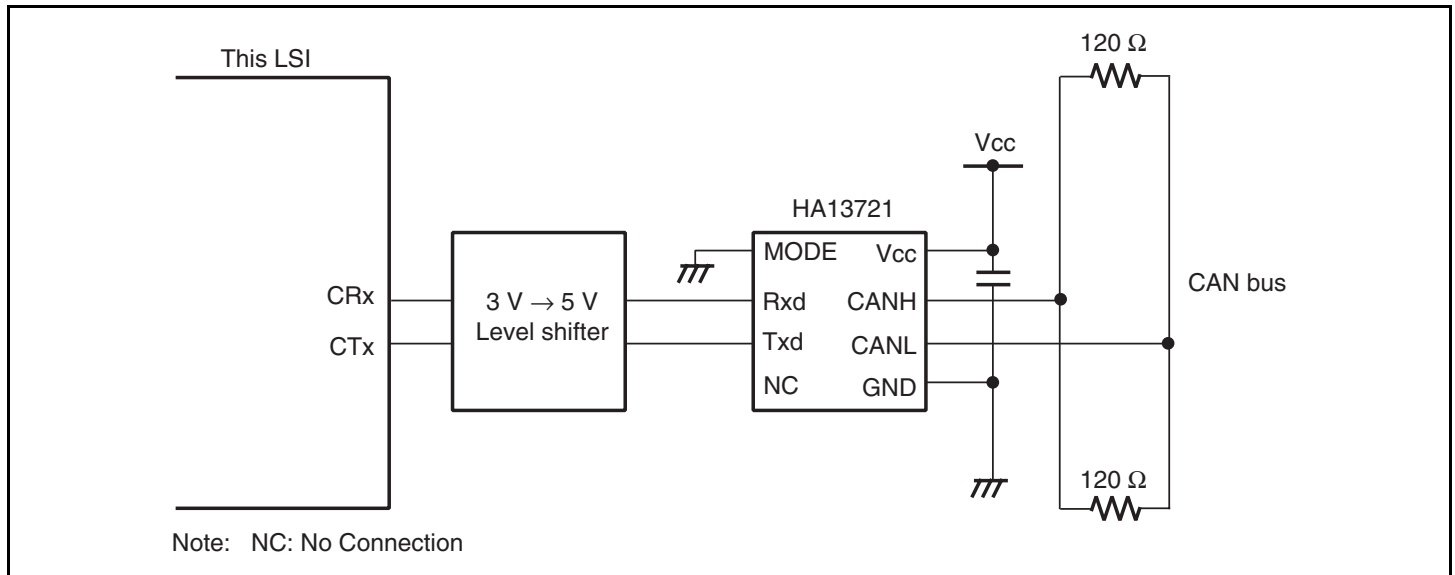 120 Ω
This LSI
Vcc
HA13721
MODE Vcc
CAN bus
CRx
3 V → 5 V
Rxd CANH
CTx
Level shifter
Txd CANL
NC GND
120 Ω
Note: NC: No Connection